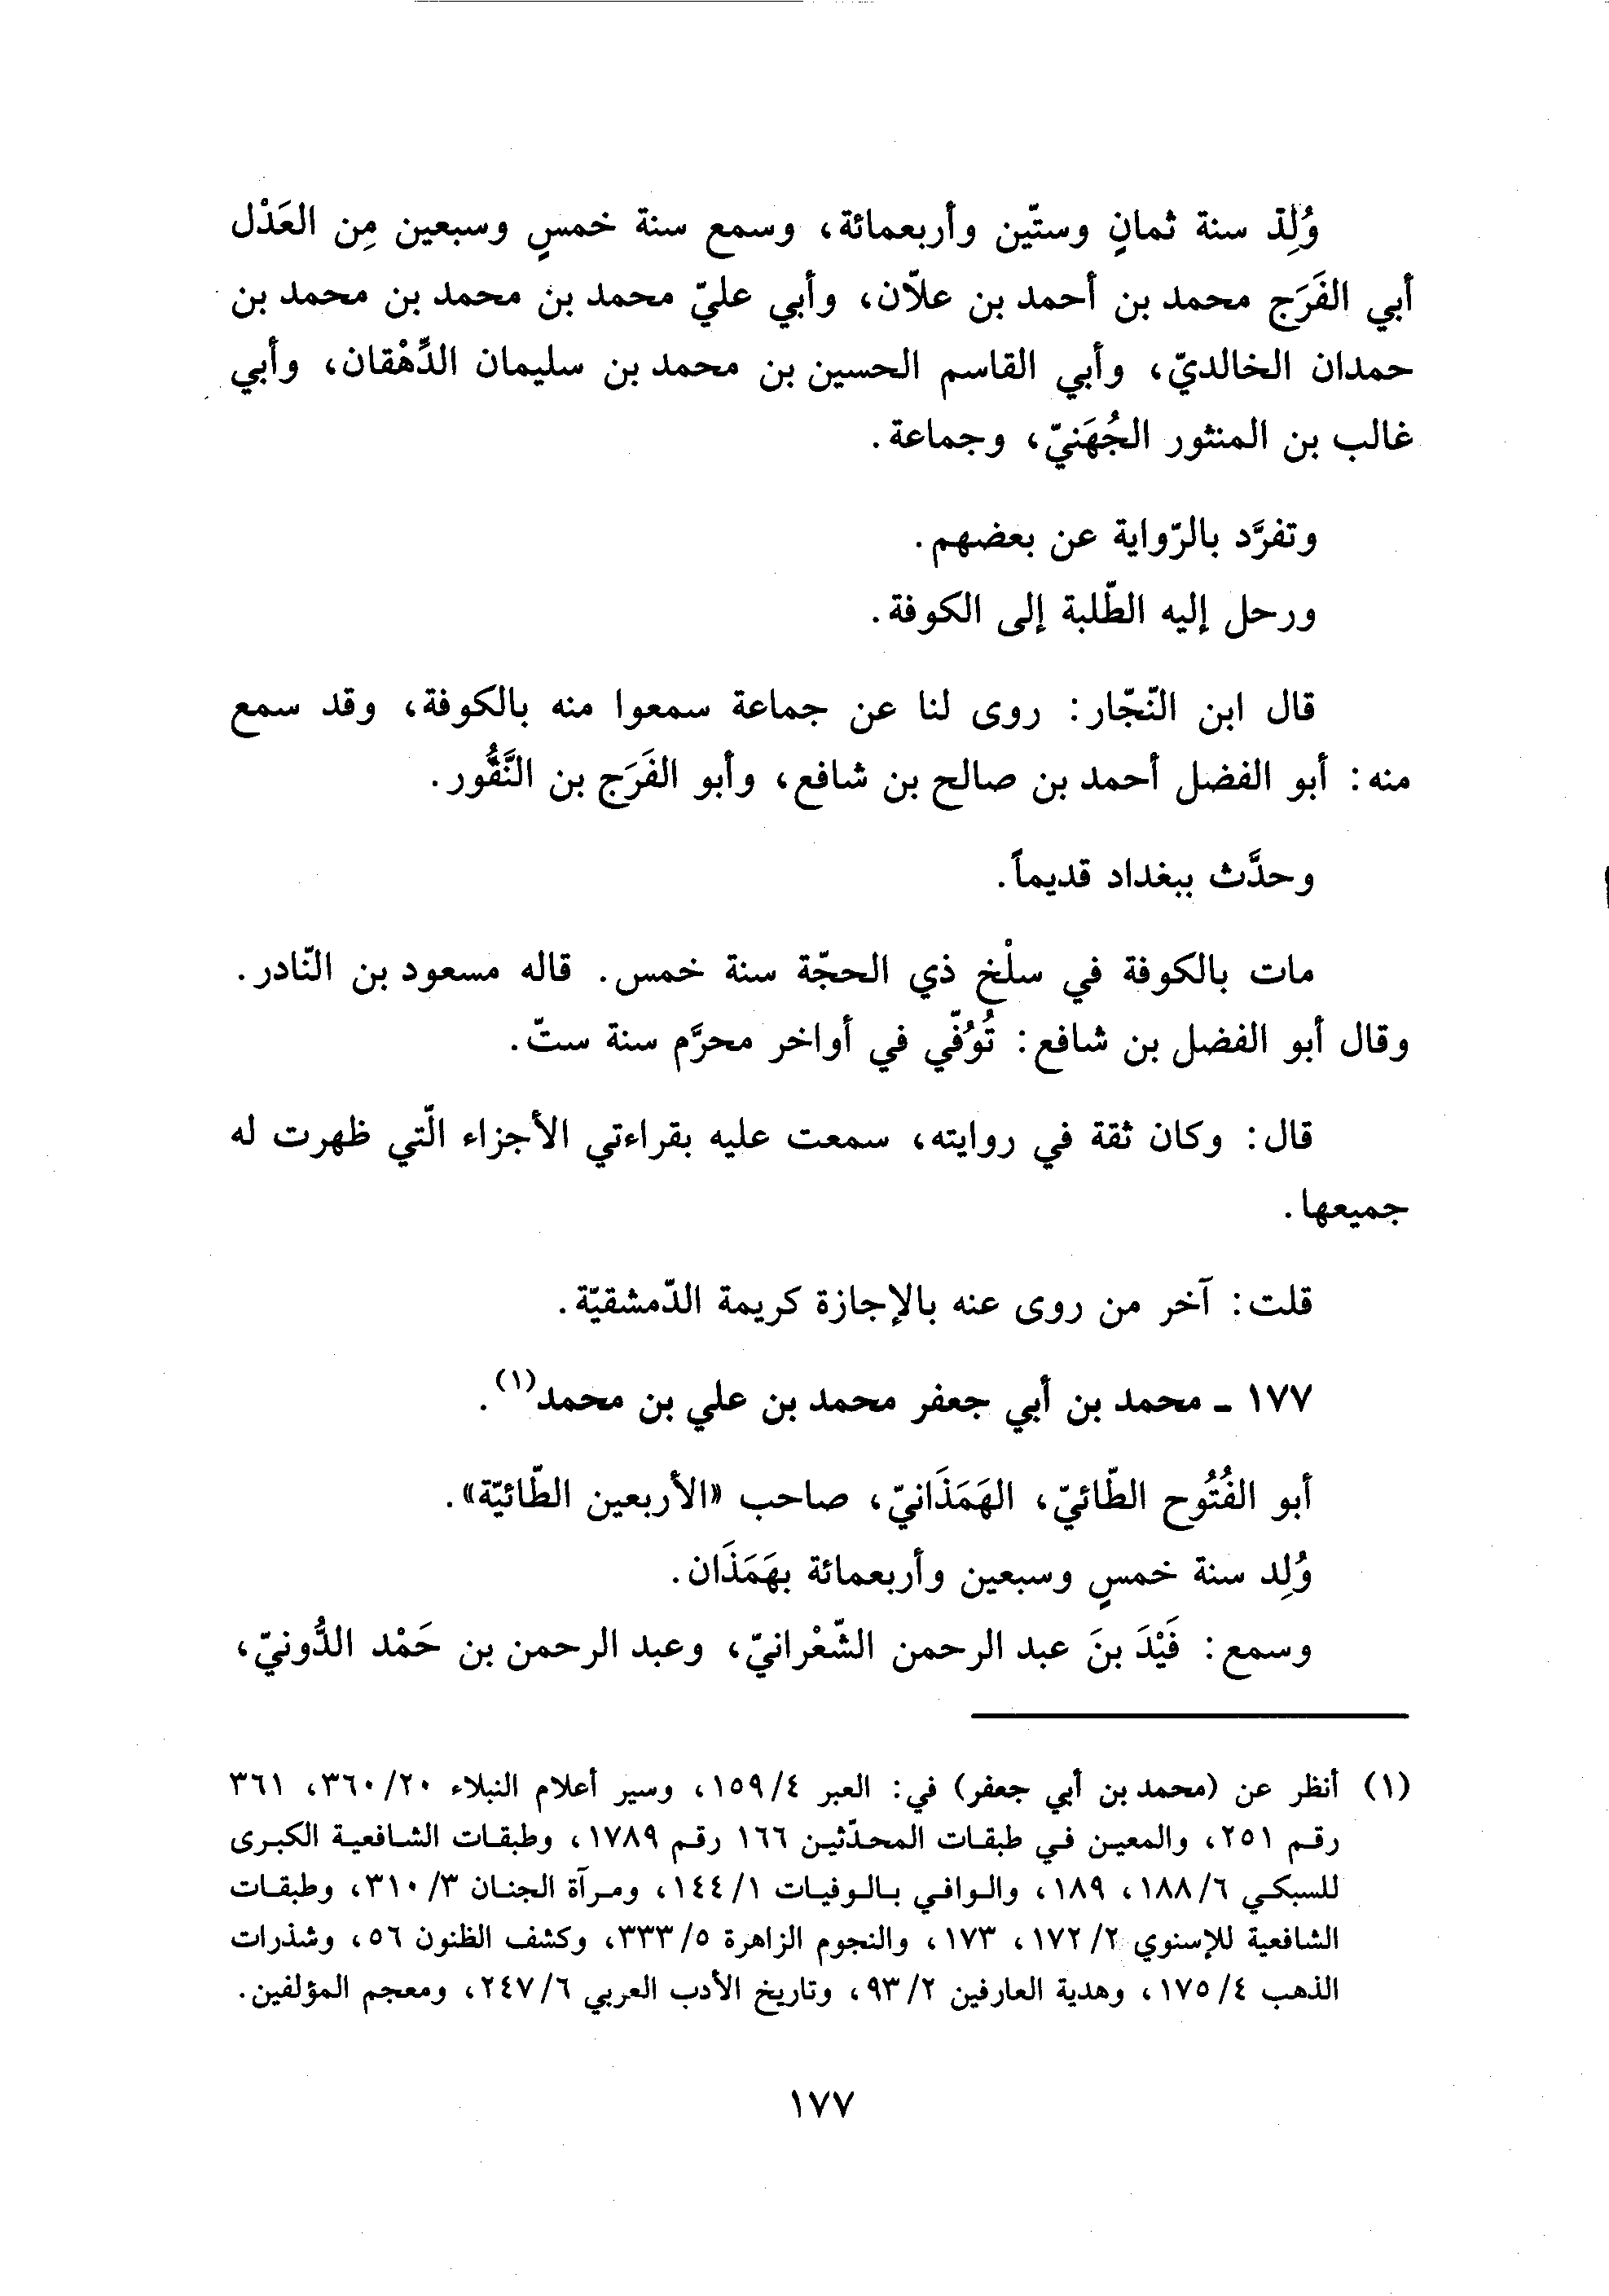 وُلِدَ سنة ثمانٍ وستّين وأربعمائة، وسمع سنة خمسٍ وسبعين مِن العَدْل
أبي الفَرَج محمد بن أحمد بن علاّن، وأبي عليّ محمد بن محمد بن محمد بن
حمدان الخالديّ، وأبي القاسم الحسين بن محمد بن سليمان الدِّهْقان، وأبي
غالب بن المنثور الجُهَنيّ، وجماعة.
وتفرَّد بالرّواية عن بعضهم.
ورحل إليه الطّلبة إلى الكوفة.
قال ابن النّجّار: روى لنا عن جماعة سمعوا منه بالكوفة، وقد سمع
منه: أبو الفضل أحمد بن صالح بن شافع، وأبو الفَرَج بن النَّقُّور.
وحدَّث ببغداد قديماً.
مات بالكوفة في سلْخ ذي الحجّة سنة خمس. قاله مسعود بن النّادر.
وقال أبو الفضل بن شافع: تُوُفّي في أواخر محرَّم سنة ستّ.
قال: وكان ثقة في روايته، سمعت عليه بقراءتي الأجزاء الّتي ظهرت له
جميعها.
قلت: آخر من روى عنه بالإجازة كريمة الدّمشقيّة.
١٧٧ ـ محمد بن أبي جعفر محمد بن علي بن محمد(١).
أبو الفُتُوح الطّائيّ، الهَمَذَانيّ، صاحب «الأربعين الطّائيّة».
وُلِد سنة خمسٍ وسبعين وأربعمائة بهَمَذَان.
وسمع: فَيْدَ بنَ عبد الرحمن الشّعْرانيّ، وعبد الرحمن بن حَمْد الدُّونيّ،
(١) أنظر عن (محمد بن أبي جعفر) في: العبر ١٥٩/٤، وسير أعلام النبلاء ٣٦٠/٢٠، ٣٦١
رقم ٢٥١، والمعين في طبقات المحدّثين ١٦٦ رقم ١٧٨٩، وطبقات الشافعية الكبرى
للسبكي ١٨٨/٦، ١٨٩، والوافي بالوفيات ١٤٤/١، ومرآة الجنان ٣١٠/٣، وطبقات
الشافعية للإسنوي ١٧٢/٢، ١٧٣، والنجوم الزاهرة ٣٣٣/٥، وكشف الظنون ٥٦، وشذرات
الذهب ١٧٥/٤، وهدية العارفين ٩٣/٢، وتاريخ الأدب العربي ٢٤٧/٦، ومعجم المؤلفين.
١٧٧